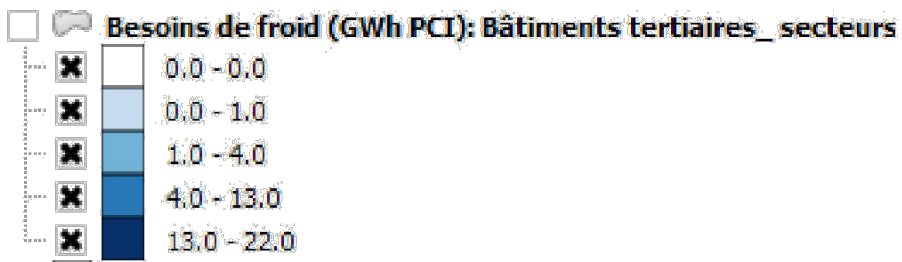 Besoins de froid (GWh PCI): Bâtiments tertiaires_ secteurs
0.0 - 0.0
0.0 - 1.0
1.0 - 4.0
4.0 - 13.0
13.0 - 22.0